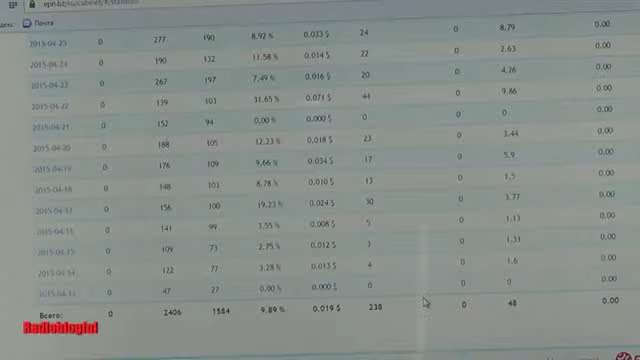 epn.bz/ru/cabinet/#/statistics
Почта
2015-04-25 0 277 190 8.92 % 0.033 $ 24 0 8.79 0.00
2015-04-24 0 190 132 11.58 % 0.014 $ 22 0 2.63 0.00
2015-04-23 0 267 197 7.49 % 0.016 $ 20 0 4.26 0.00
2015-04-22 0 139 103 31.65 % 0.071 $ 44 0 9.86 0.00
2015-04-21 0 152 94 0.00 % 0.000 $ 0 0 0 0.00
2015-04-20 0 188 105 12.23 % 0.018 $ 23 0 3.44 0.00
2015-04-19 0 176 109 9.66 % 0.034 $ 17 0 5.9 0.00
2015-04-18 0 148 103 8.78 % 0.010 $ 13 0 1.5 0.00
2015-04-17 0 156 100 19.23 % 0.024 $ 30 0 3.77 0.00
2015-04-16 0 141 99 3.55 % 0.008 $ 5 0 1.13 0.00
2015-04-15 0 109 73 2.75 % 0.012 $ 3 0 1.31 0.00
2015-04-14 0 122 77 3.28 % 0.013 $ 4 0 1.6 0.00
2015-04-13 0 47 27 0.00 % 0.000 $ 0 0 0 0.00
Всего: 0 2406 1584 9.89 % 0.019 $ 238 0 48 0.00
Radioblogful